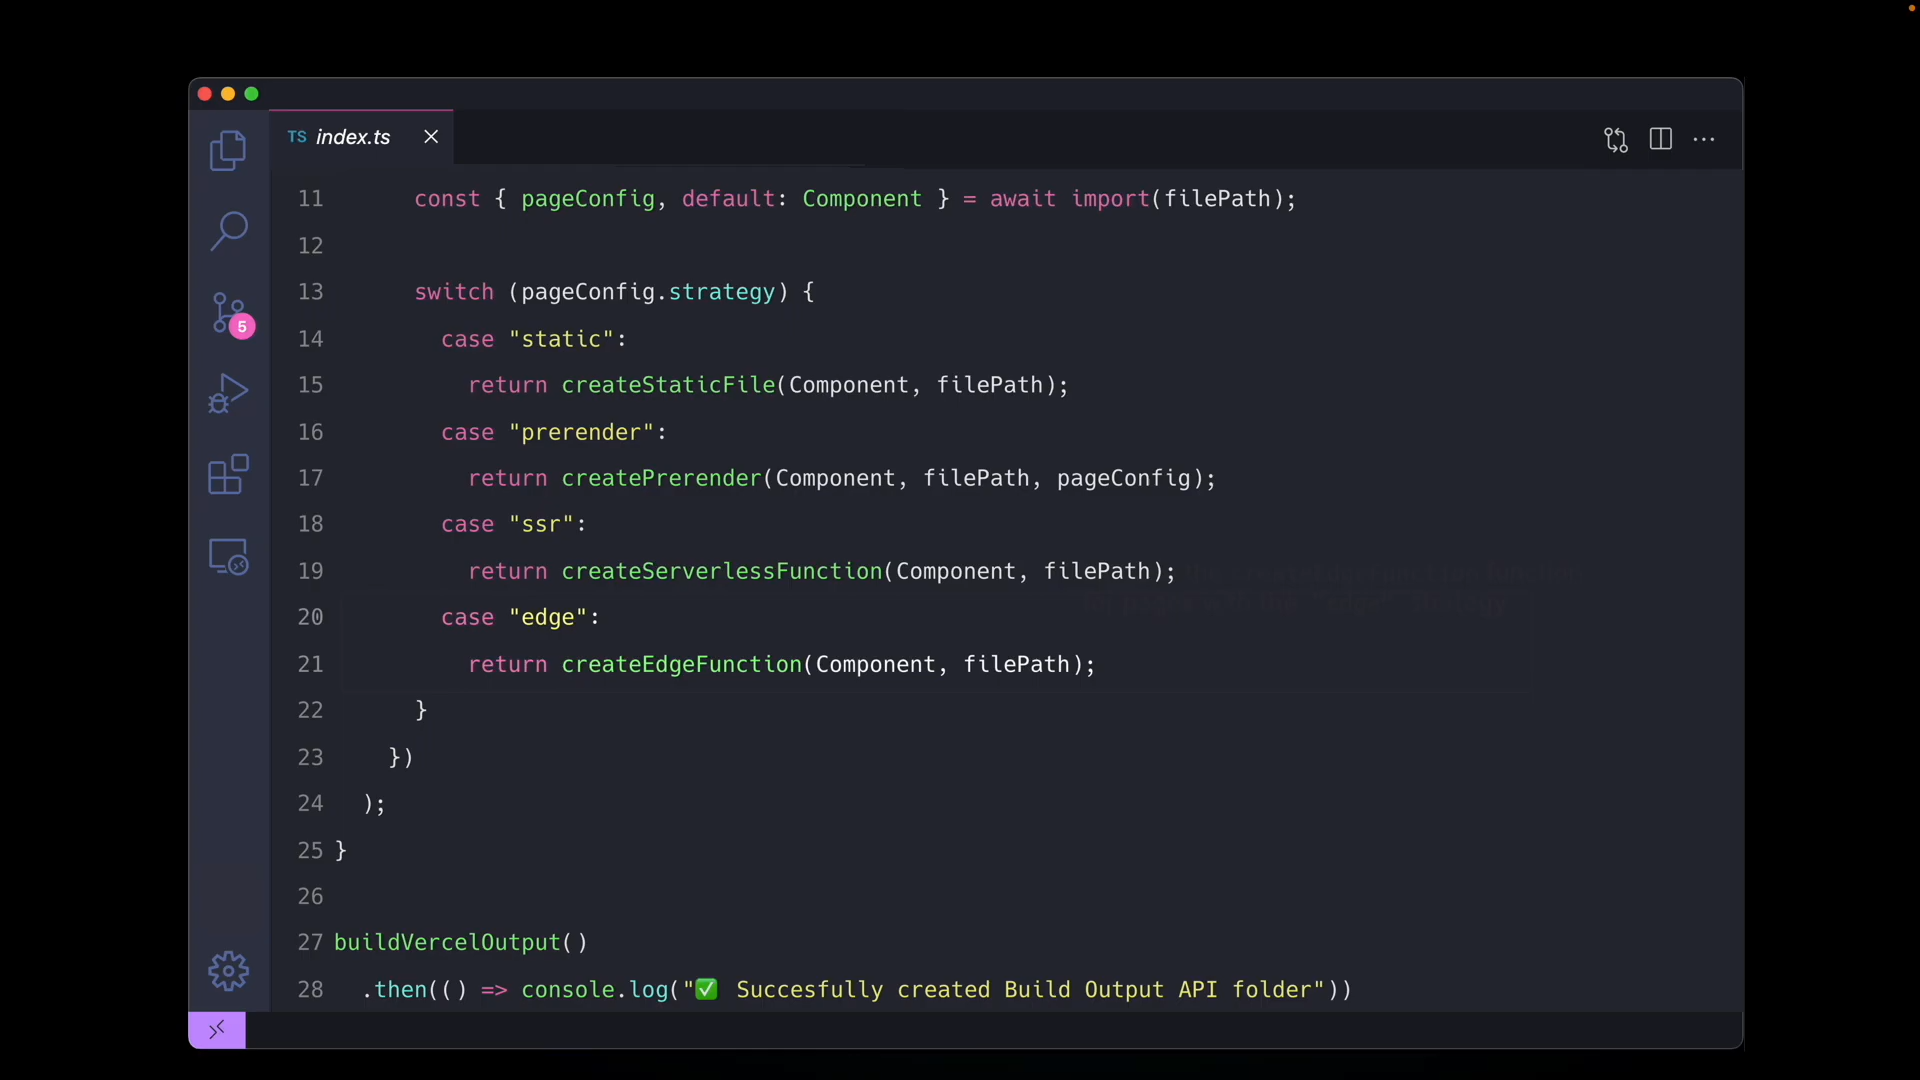 TS index.ts
11 const { pageConfig, default: Component } = await import(filePath);
12
13 switch (pageConfig.strategy) {
14 case "static":
15 return createStaticFile(Component, filePath);
16 case "prerender":
17 return createPrerender(Component, filePath, pageConfig);
18 case "ssr":
5
19 return createServerlessFunction(Component, filePath);
20 case "edge":
21 return createEdgeFunction(Component, filePath);
22 }
23 })
24 );
25 }
26
27 buildVercelOutput()
28 .then(() => console.log("✅ Succesfully created Build Output API folder"))